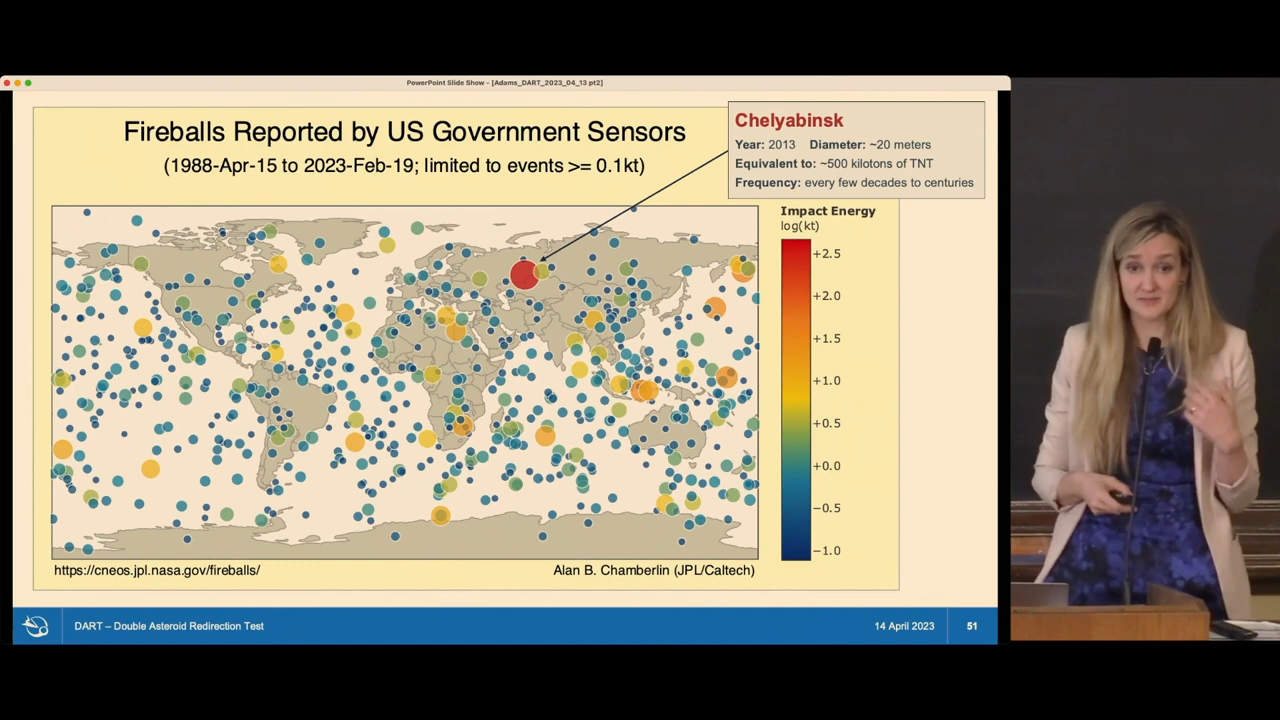 PowerPoint Slide Show - [Adams_DART_2023_04_13 pt2]
Fireballs Reported by US Government Sensors
(1988-Apr-15 to 2023-Feb-19; limited to events >= 0.1kt)
Chelyabinsk
Year: 2013 Diameter: ~20 meters
Equivalent to: ~500 kilotons of TNT
Frequency: every few decades to centuries
Impact Energy
log(kt)
+2.5
+2.0
+1.5
+1.0
+0.5
+0.0
−0.5
−1.0
https://cneos.jpl.nasa.gov/fireballs/
Alan B. Chamberlin (JPL/Caltech)
DART – Double Asteroid Redirection Test
14 April 2023
51